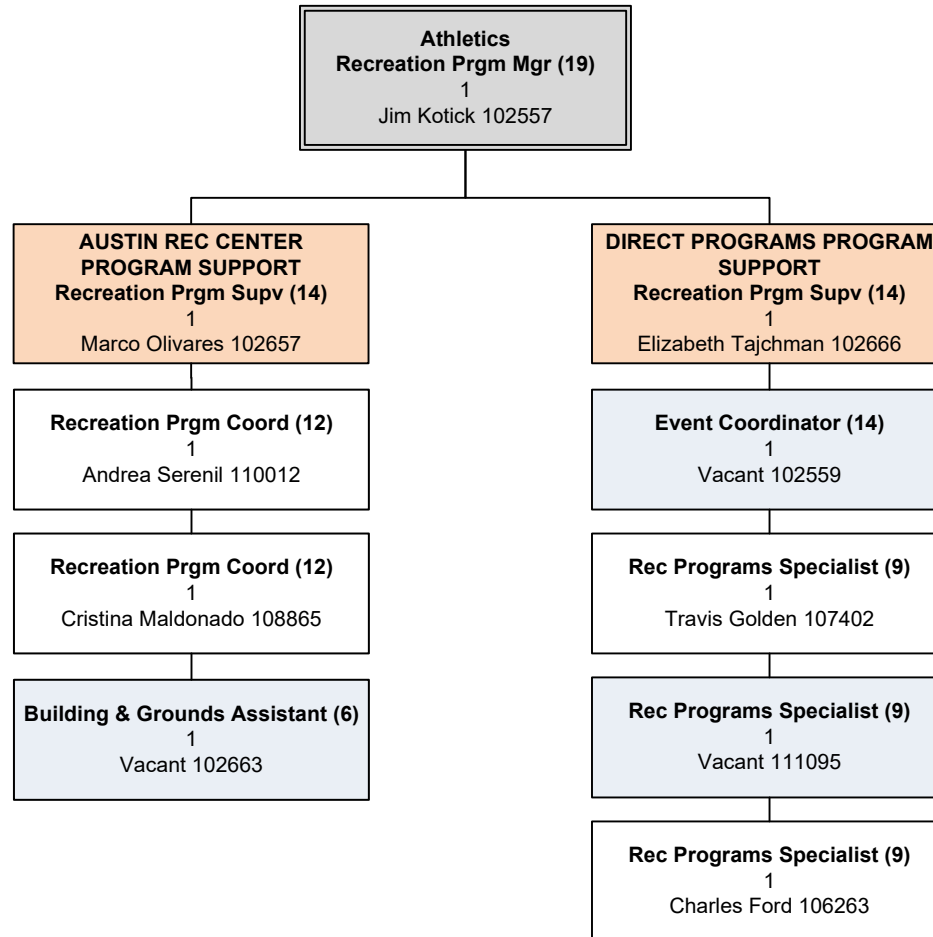 Athletics
Recreation Prgm Mgr (19)
1
Jim Kotick 102557
AUSTIN REC CENTER
PROGRAM SUPPORT
Recreation Prgm Supv (14)
1
Marco Olivares 102657
Recreation Prgm Coord (12)
1
Andrea Serenil 110012
Recreation Prgm Coord (12)
1
Cristina Maldonado 108865
Building & Grounds Assistant (6)
1
Vacant 102663
DIRECT PROGRAMS PROGRAM
SUPPORT
Recreation Prgm Supv (14)
1
Elizabeth Tajchman 102666
Event Coordinator (14)
1
Vacant 102559
Rec Programs Specialist (9)
1
Travis Golden 107402
Rec Programs Specialist (9)
1
Vacant 111095
Rec Programs Specialist (9)
1
Charles Ford 106263